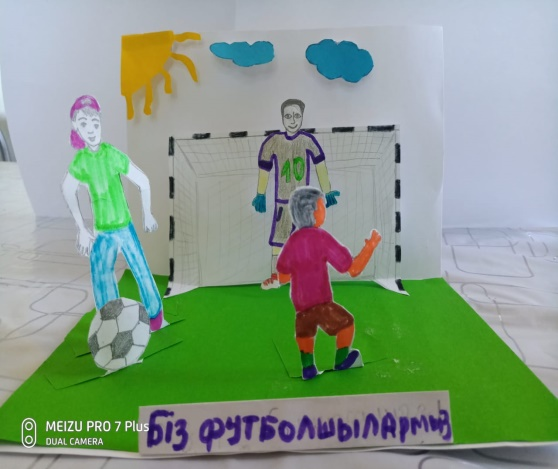 10
БІЗ ФУТБОЛШЫЛАРМЫЗ
MEIZU PRO 7 Plus
DUAL CAMERA